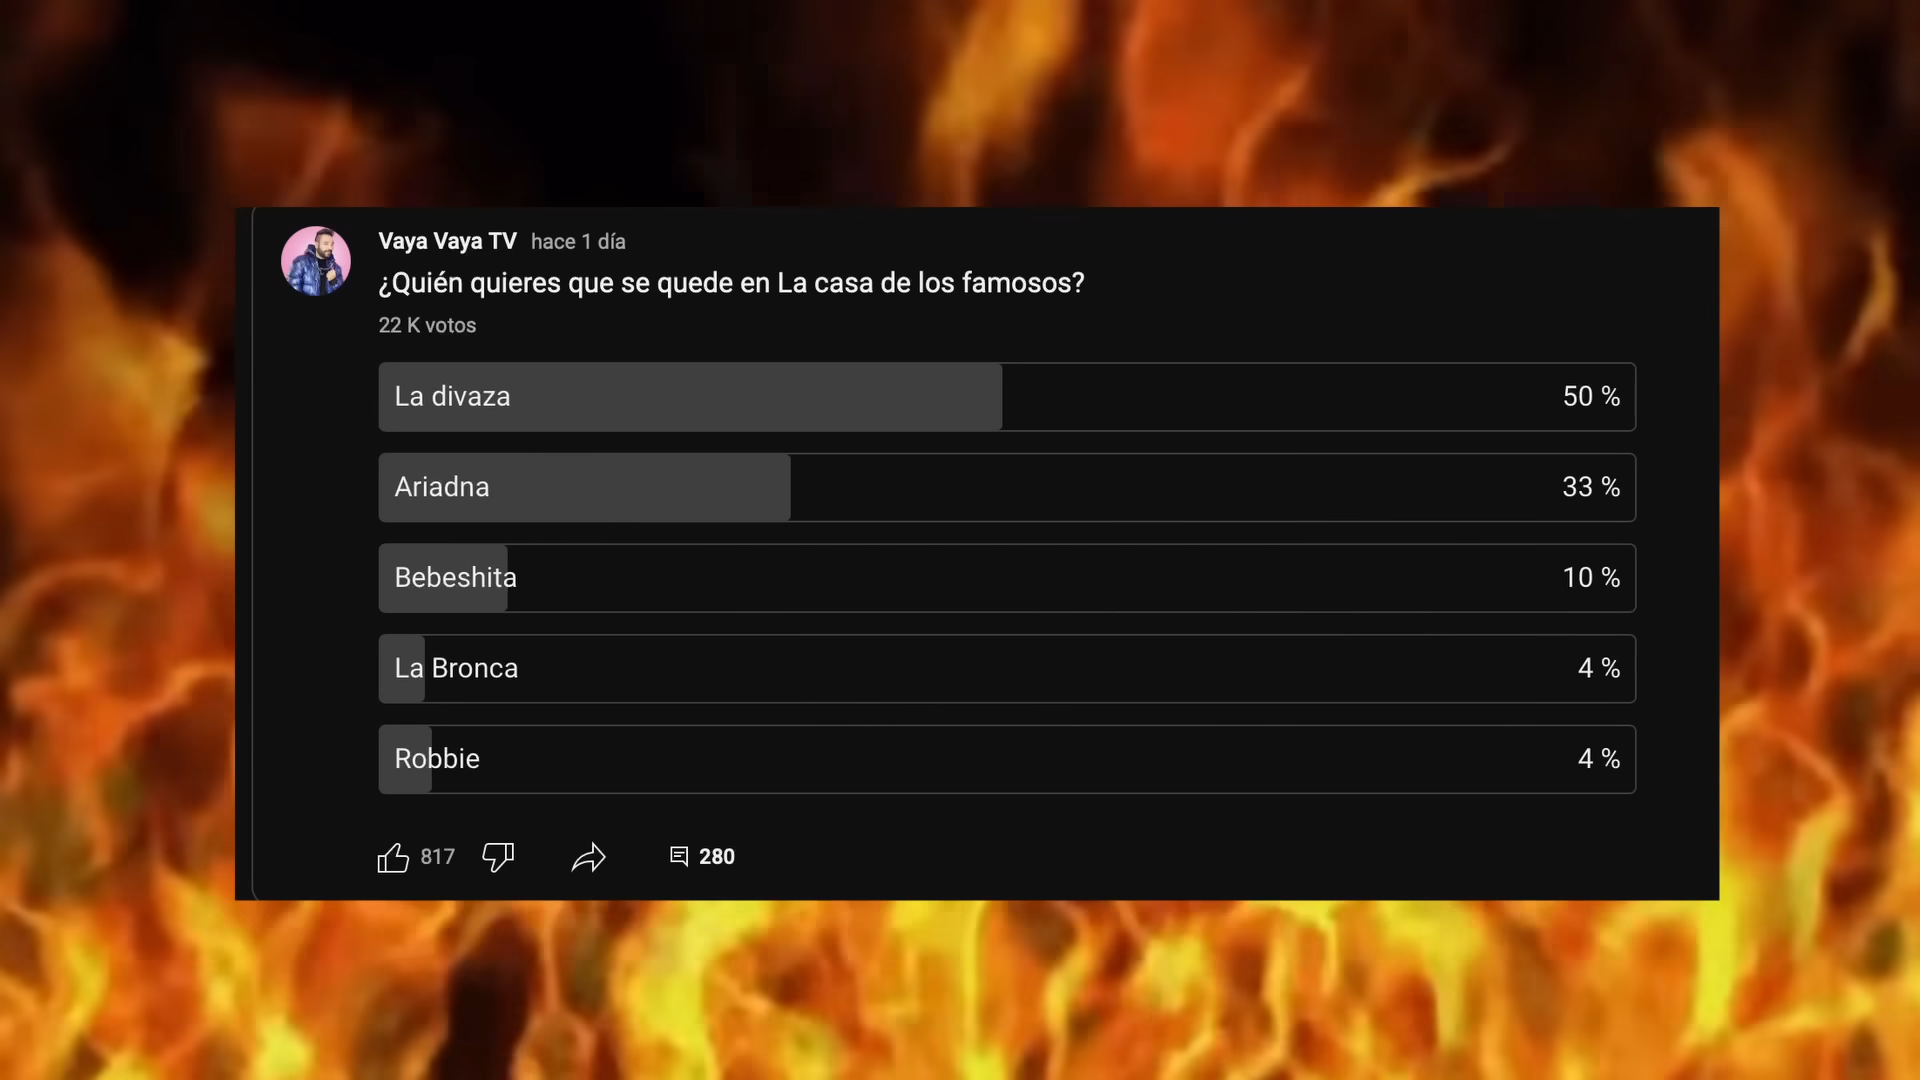 Vaya Vaya TV hace 1 día
¿Quién quieres que se quede en La casa de los famosos?
22 K votos
La divaza 50 %
Ariadna 33 %
Bebeshita 10 %
La Bronca 4 %
Robbie 4 %
817 280